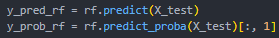 y_pred_rf = rf.predict(X_test)
y_prob_rf = rf.predict_proba(X_test)[:, 1]